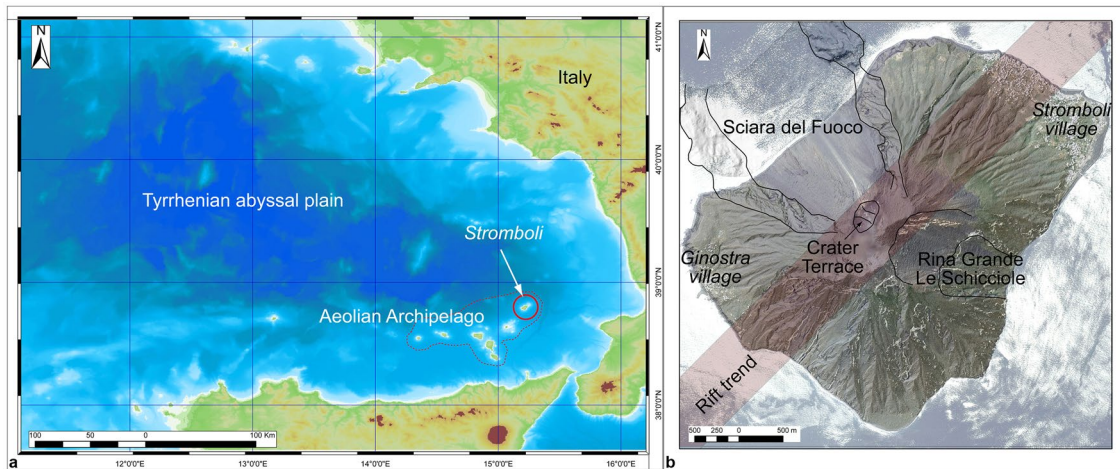 N
Italy
Tyrrhenian abyssal plain
Stromboli
Aeolian Archipelago
41°0'0"N
40°0'0"N
39°0'0"N
38°0'0"N
100 50 0 100 Km
12°0'0"E 13°0'0"E 14°0'0"E 15°0'0"E 16°0'0"E
a
N
Sciara del Fuoco
Stromboli
village
Ginostra
village
Crater
Terrace
Rina Grande
Le Schicciole
Rift trend
500 250 0 500 m
b